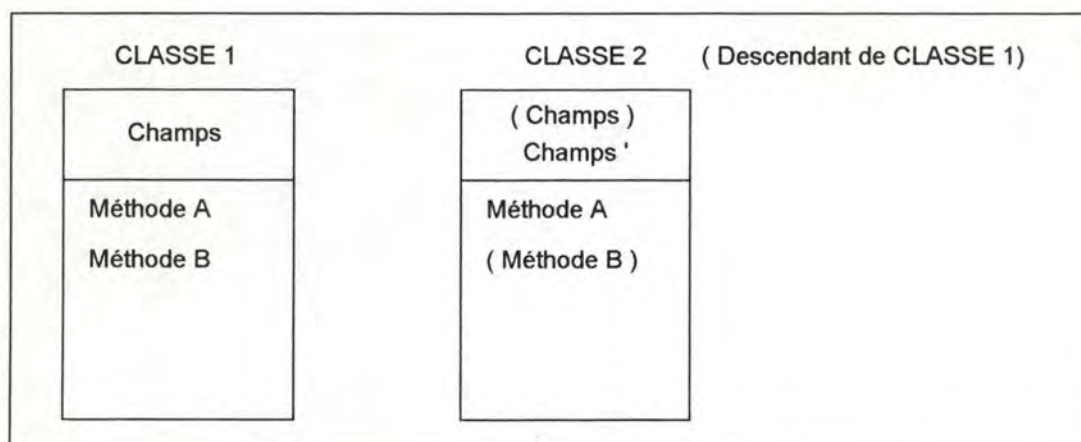 CLASSE 1
CLASSE 2 ( Descendant de CLASSE 1)
Champs
( Champs )
Champs '
Méthode A
Méthode B
Méthode A
( Méthode B )